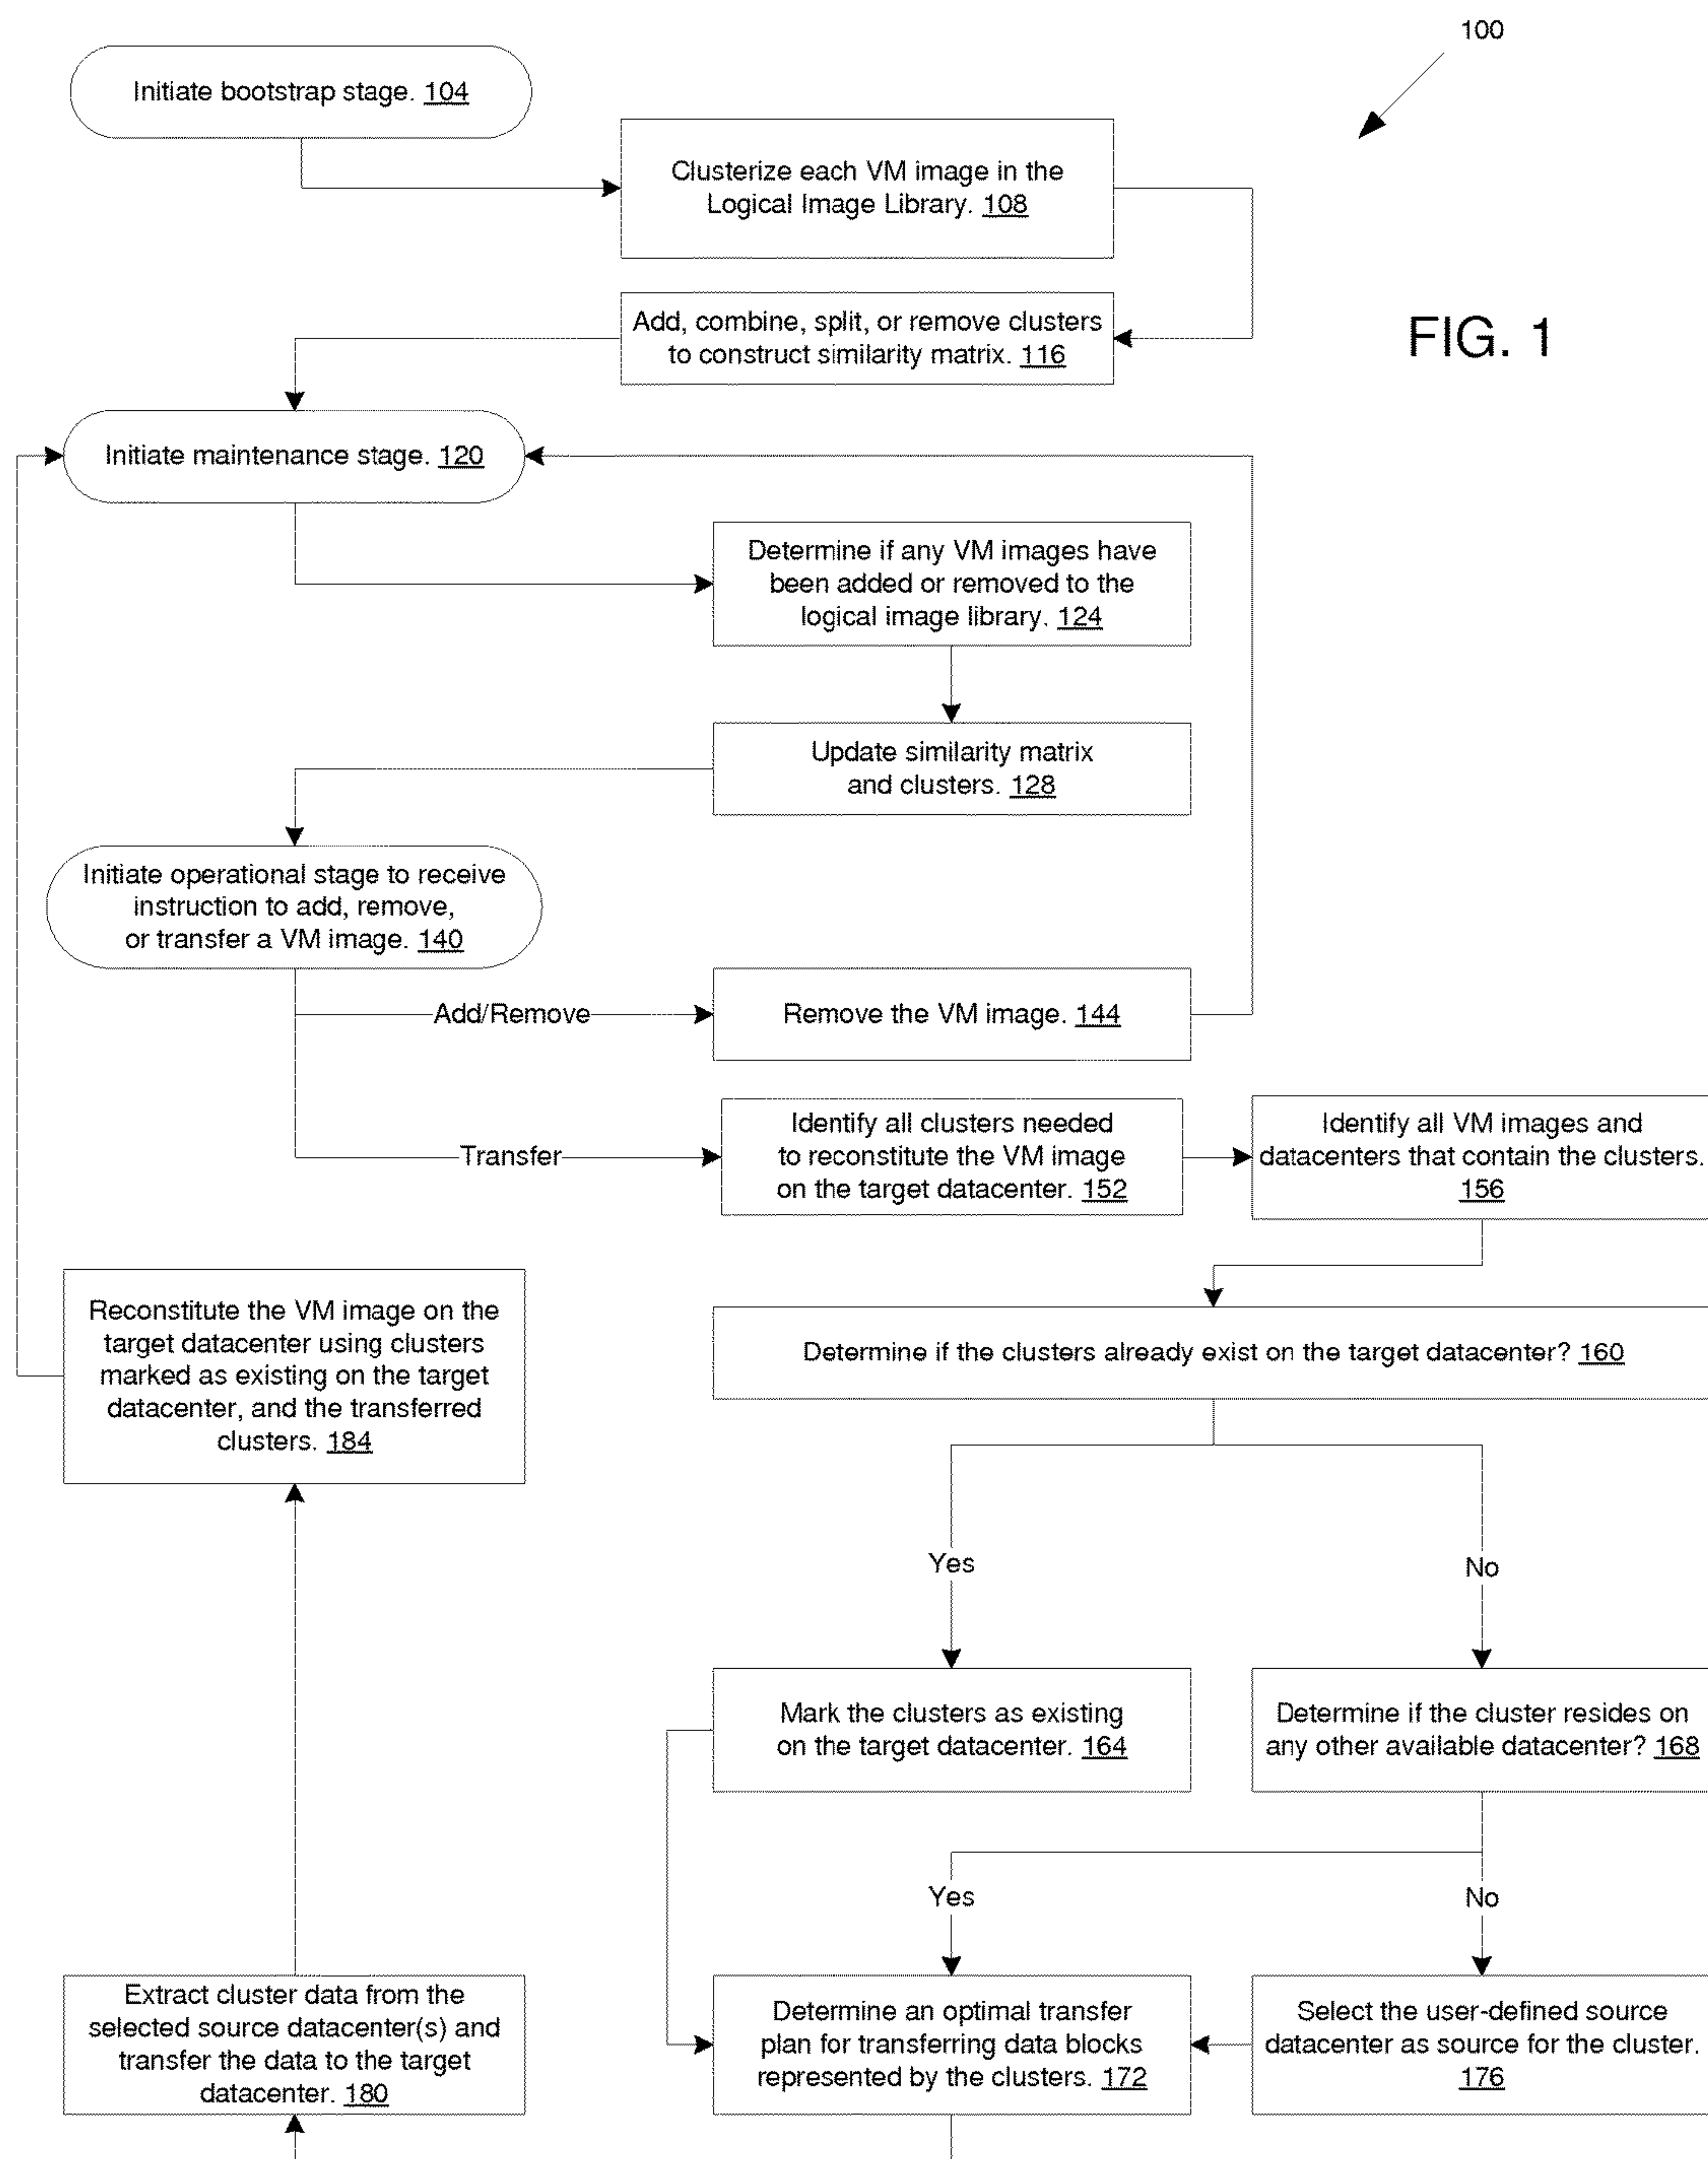 100
Initiate bootstrap stage. 104
Clusterize each VM image in the
Logical Image Library. 108
Add, combine, split, or remove clusters
to construct similarity matrix. 116
FIG. 1
Initiate maintenance stage. 120
Determine if any VM images have
been added or removed to the
logical image library. 124
Update similarity matrix
and clusters. 128
Initiate operational stage to receive
instruction to add, remove,
or transfer a VM image. 140
Add/Remove
Remove the VM image. 144
Transfer
Identify all clusters needed
to reconstitute the VM image
on the target datacenter. 152
Identify all VM images and
datacenters that contain the clusters.
156
Determine if the clusters already exist on the target datacenter? 160
Yes
No
Mark the clusters as existing
on the target datacenter. 164
Determine if the cluster resides on
any other available datacenter? 168
Yes
No
Determine an optimal transfer
plan for transferring data blocks
represented by the clusters. 172
Select the user-defined source
datacenter as source for the cluster.
176
Extract cluster data from the
selected source datacenter(s) and
transfer the data to the target
datacenter. 180
Reconstitute the VM image on the
target datacenter using clusters
marked as existing on the target
datacenter, and the transferred
clusters. 184